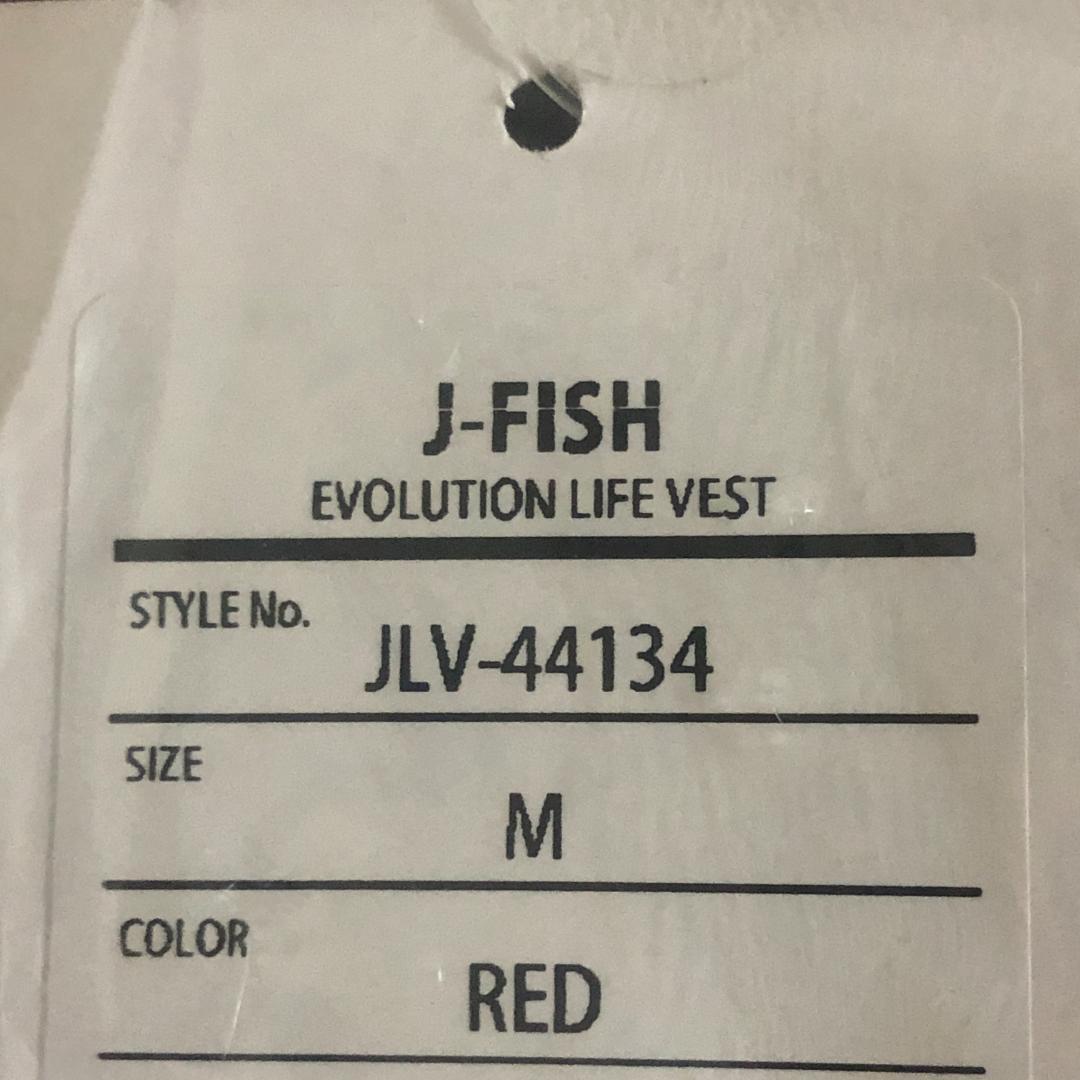 J-FISH
EVOLUTION LIFE VEST
STYLE No.
JLV-44134
SIZE
M
COLOR
RED